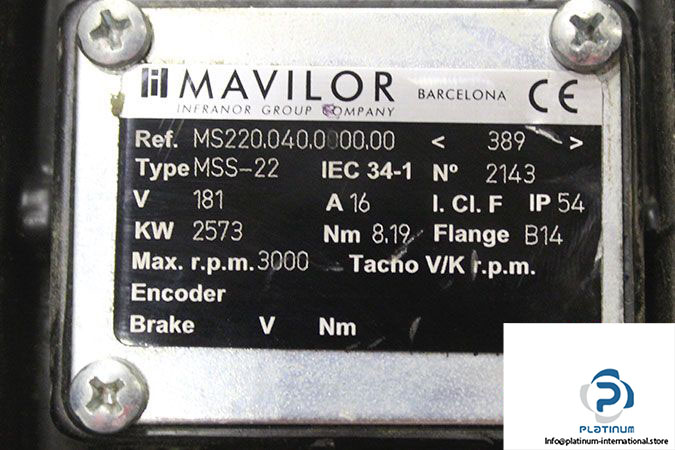 MAVILOR BARCELONA CE
INFRANOR GROUP COMPANY
Ref. MS220.040.0000.00 < 389 >
Type MSS-22 IEC 34-1 Nº 2143
V 181 A 16 I. Cl. F IP 54
KW 2573 Nm 8.19 Flange B14
Max. r.p.m. 3000 Tacho V/K r.p.m.
Encoder
Brake V Nm
PLATINUM
info@platinum-international.store